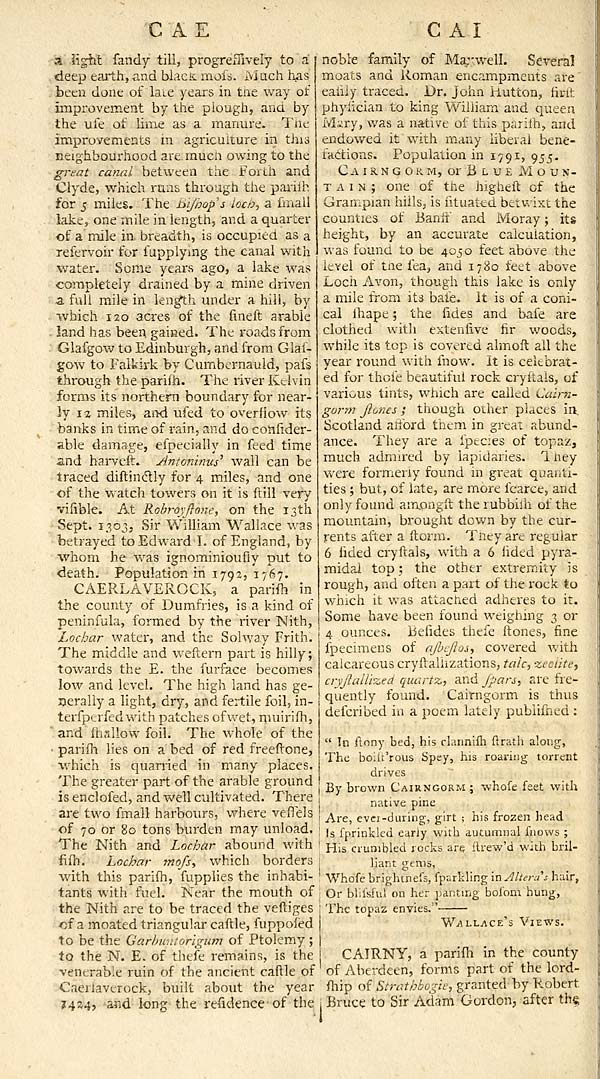 CAE
a light ſandy till, progreſſively to a
deep earth, and black moſs. Much has
been done of late years in the way of
improvement by the plough, and by
the uſe of lime as a manure. The
improvements in agriculture in this
neighbourhood are much owing to the
great canal between the Forth and
Clyde, which runs through the pariſh
for 5 miles. The Biſhop's loch, a ſmall
lake, one mile in length, and a quarter
of a mile in breadth, is occupied as a
reſervoir for ſupplying the canal with
water. Some years ago, a lake was
completely drained by a mine driven
a full mile in length under a hill, by
which 120 acres of the fineſt arable
land has been gained. The roads from
Glaſgow to Edinburgh, and from Glaſ-
gow to Falkirk by Cumbernauld, paſs
through the pariſh. The river Kelvin
forms its northern boundary for near-
ly 12 miles, and uſed to overflow its
banks in time of rain, and do conſider-
able damage, eſpecially in ſeed time
and harveſt. Antoninus' wall can be
traced diſtinctly for 4 miles, and one
of the watch towers on it is ſtill very
viſible. At Robroyſtone, on the 13th
Sept. 1303, Sir William Wallace was
betrayed to Edward I. of England, by
whom he was ignominiouſly put to
death. Population in 1792, 1767.
CAERLAVEROCK, a pariſh in
the county of Dumfries, is a kind of
peninſula, formed by the river Nith,
Lochar water, and the Solway Frith.
The middle and weſtern part is hilly;
towards the E. the ſurface becomes
low and level. The high land has ge-
nerally a light, dry, and fertile ſoil, in-
terſperſed with patches of wet, muiriſh,
and ſhallow ſoil. The whole of the
pariſh lies on a bed of red freeſtone,
which is quarried in many places.
The greater part of the arable ground
is encloſed, and well cultivated. There
are two ſmall harbours, where veſſels
of 70 or 80 tons burden may unload.
The Nith and Lochar abound with
fiſh. Lochar moſs, which borders
with this pariſh, ſupplies the inhabi-
tants with fuel. Near the mouth of
the Nith are to be traced the veſtiges
of a moated triangular caſtle, ſuppoſed
to be the Garbuntorigum of Ptolemy;
to the N. E. of theſe remains, is the
venerable ruin of the ancient caſtle of
Caerlaverock, built about the year
1424, and long the reſidence of the
CAI
noble family of Maxwell. Several
moats and Roman encampments are
eaſily traced. Dr. John Hutton, firſt
phyſician to king William and queen
Mary, was a native of this pariſh, and
endowed it with many liberal bene-
factions. Population in 1791, 955.
CAIRNGORM, or BLUE MOUN-
TAIN; one of the higheſt of the
Grampian hills, is ſituated betwixt the
counties of Banff and Moray; its
height, by an accurate calculation,
was found to be 4050 feet above the
level of the ſea, and 1780 feet above
Loch Avon, though this lake is only
a mile from its baſe. It is of a coni-
cal ſhape; the ſides and baſe are
clothed with extenſive fir woods,
while its top is covered almoſt all the
year round with ſnow. It is celebrat-
ed for thoſe beautiful rock cryſtals, of
various tints, which are called Cairn-
gorm ſtones; though other places in
Scotland afford them in great abund-
ance. They are a ſpecies of topaz,
much admired by lapidaries. They
were formerly found in great quanti-
ties; but, of late, are more ſcarce, and
only found amongſt the rubbiſh of the
mountain, brought down by the cur-
rents after a ſtorm. They are regular
6 ſided cryſtals, with a 6 ſided pyra-
midal top; the other extremity is
rough, and often a part of the rock to
which it was attached adheres to it.
Some have been found weighing 3 or
4 ounces. Beſides theſe ſtones, fine
ſpecimens of aſbeſtos, covered with
calcareous cryſtallizations, talc, zeolite,
cryſtallized quartz, and ſpars, are fre-
quently found. Cairngorm is thus
deſcribed in a poem lately publiſhed:
" In ſtony bed, his clanniſh ſtrath along,
The boiſt'rous Spey, his roaring torrent
drives
By brown CAIRNGORM; whoſe feet with
native pine
Are, ever-during, girt; his frozen head
Is ſprinkled early with autumnal ſnows;
His crumbled rocks are ſtrew'd with bril-
liant gems,
Whoſe brightneſs, ſparkling in Altera's hair,
Or bliſsful on her panting boſom hung,
The topaz envies."——
WALLACE'S VIEWS.
CAIRNY, a pariſh in the county
of Aberdeen, forms part of the lord-
ſhip of Strathbogie, granted by Robert
Bruce to Sir Adam Gordon, after the